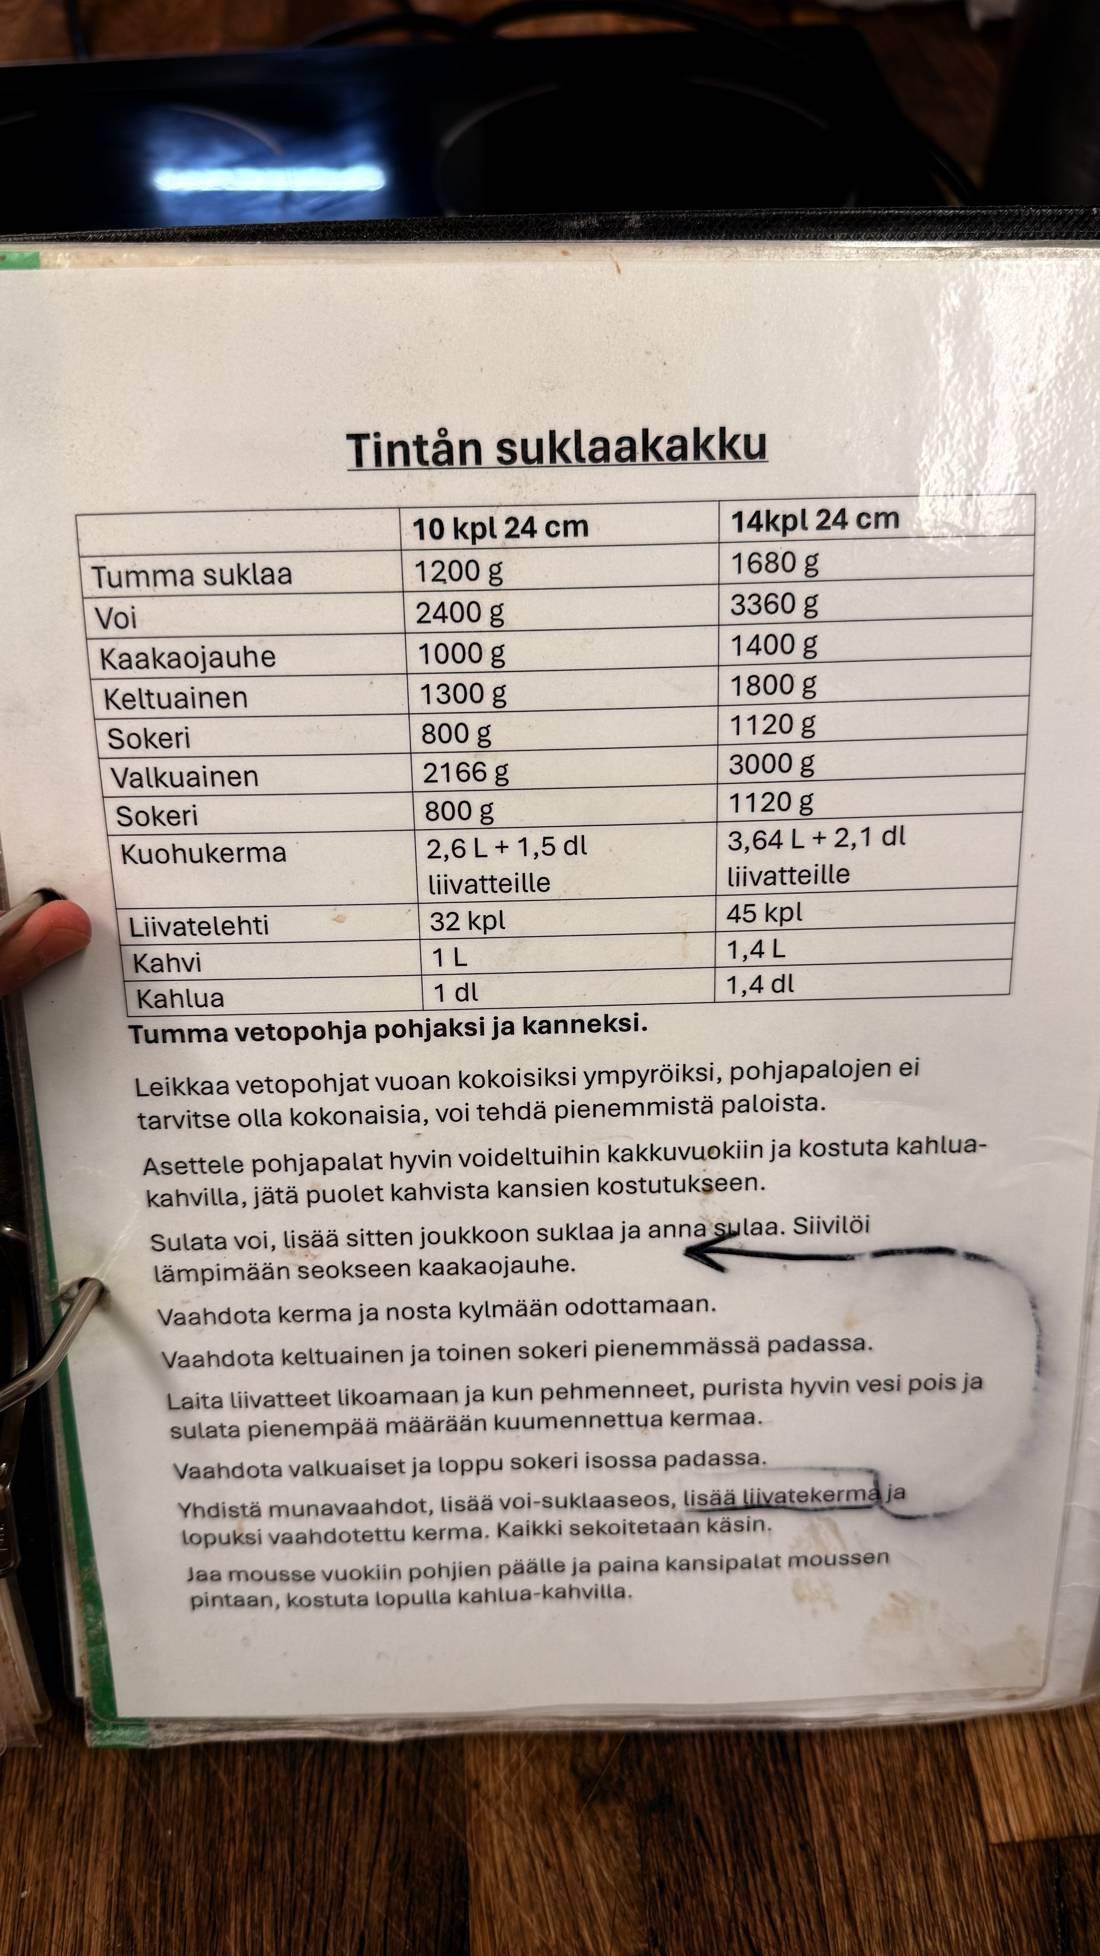 Tintån suklaakakku
10 kpl 24 cm 14kpl 24 cm
Tumma suklaa 1200 g 1680 g
Voi 2400 g 3360 g
Kaakaojauhe 1000 g 1400 g
Keltuainen 1300 g 1800 g
Sokeri 800 g 1120 g
Valkuainen 2166 g 3000 g
Sokeri 800 g 1120 g
Kuohukerma 2,6 L + 1,5 dl 3,64 L + 2,1 dl
liivatteille liivatteille
Liivatelehti 32 kpl 45 kpl
Kahvi 1 L 1,4 L
Kahlua 1 dl 1,4 dl
Tumma vetopohja pohjaksi ja kanneksi.
Leikkaa vetopohjat vuoan kokoisiksi ympyröiksi, pohjapalojen ei
tarvitse olla kokonaisia, voi tehdä pienemmistä paloista.
Asettele pohjapalat hyvin voideltuihin kakkuvuokiin ja kostuta kahlua-
kahvilla, jätä puolet kahvista kansien kostutukseen.
Sulata voi, lisää sitten joukkoon suklaa ja anna sulaa. Siivilöi
lämpimään seokseen kaakaojauhe.
Vaahdota kerma ja nosta kylmään odottamaan.
Vaahdota keltuainen ja toinen sokeri pienemmässä padassa.
Laita liivatteet likoamaan ja kun pehmenneet, purista hyvin vesi pois ja
sulata pienempää määrään kuumennettua kermaa.
Vaahdota valkuaiset ja loppu sokeri isossa padassa.
Yhdistä munavaahdot, lisää voi-suklaaseos, lisää liivatekerma ja
lopuksi vaahdotettu kerma. Kaikki sekoitetaan käsin.
Jaa mousse vuokiin pohjien päälle ja paina kansipalat moussen
pintaan, kostuta lopulla kahlua-kahvilla.